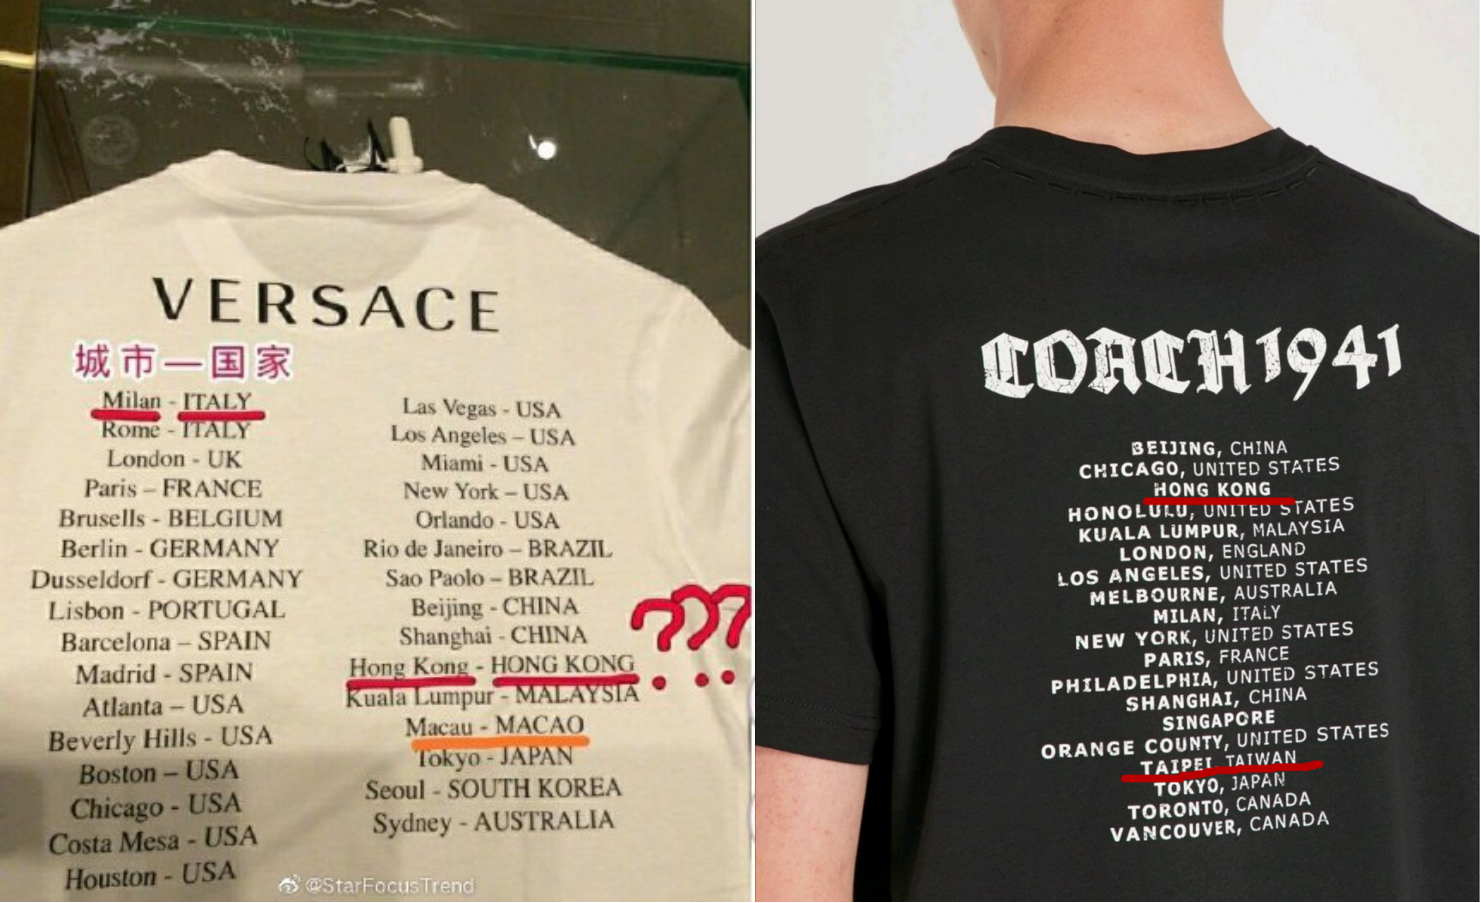 VERSACE
城市—国家
Milan - ITALY
Rome - ITALY
London - UK
Paris – FRANCE
Brusells - BELGIUM
Berlin - GERMANY
Dusseldorf - GERMANY
Lisbon - PORTUGAL
Barcelona – SPAIN
Madrid - SPAIN
Atlanta – USA
Beverly Hills - USA
Boston – USA
Chicago - USA
Costa Mesa - USA
Houston - USA
Las Vegas - USA
Los Angeles – USA
Miami - USA
New York – USA
Orlando - USA
Rio de Janeiro – BRAZIL
Sao Paolo – BRAZIL
Beijing - CHINA
Shanghai - CHINA
Hong Kong - HONG KONG
???
Kuala Lumpur - MALAYSIA
Macau - MACAO
Tokyo - JAPAN
Seoul - SOUTH KOREA
Sydney - AUSTRALIA
@StarFocusTrend
COACH1941
BEIJING, CHINA
CHICAGO, UNITED STATES
HONG KONG
HONOLULU, UNITED STATES
KUALA LUMPUR, MALAYSIA
LONDON, ENGLAND
LOS ANGELES, UNITED STATES
MELBOURNE, AUSTRALIA
MILAN, ITALY
NEW YORK, UNITED STATES
PARIS, FRANCE
PHILADELPHIA, UNITED STATES
SHANGHAI, CHINA
SINGAPORE
ORANGE COUNTY, UNITED STATES
TAIPEI, TAIWAN
TOKYO, JAPAN
TORONTO, CANADA
VANCOUVER, CANADA